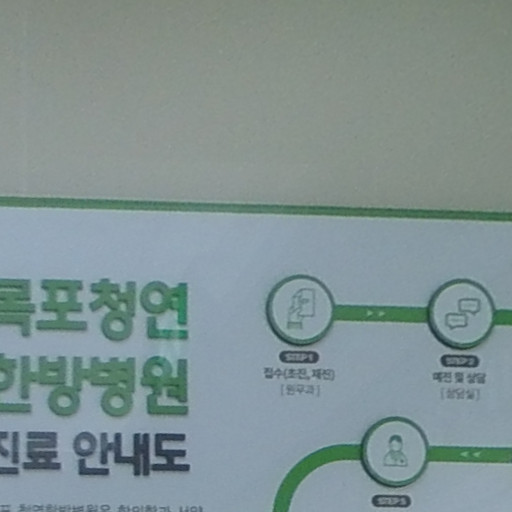 목포청연
한방병원
진료 안내도
STEP 1
접수(초진, 재진)
[원무과]
STEP 2
예진 및 상담
[상담실]
STEP 5